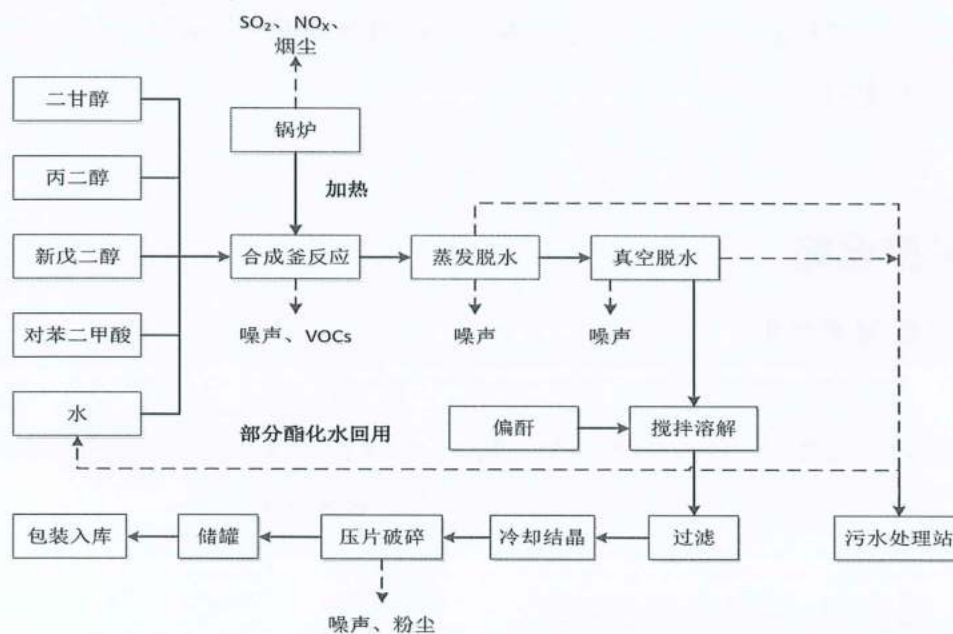 SO₂、NOₓ、
烟尘
二甘醇
锅炉
丙二醇
加热
新戊二醇
合成釜反应
蒸发脱水
真空脱水
对苯二甲酸
噪声、VOCs
噪声
噪声
水
部分酯化水回用
偏酐
搅拌溶解
包装入库
储罐
压片破碎
冷却结晶
过滤
污水处理站
噪声、粉尘